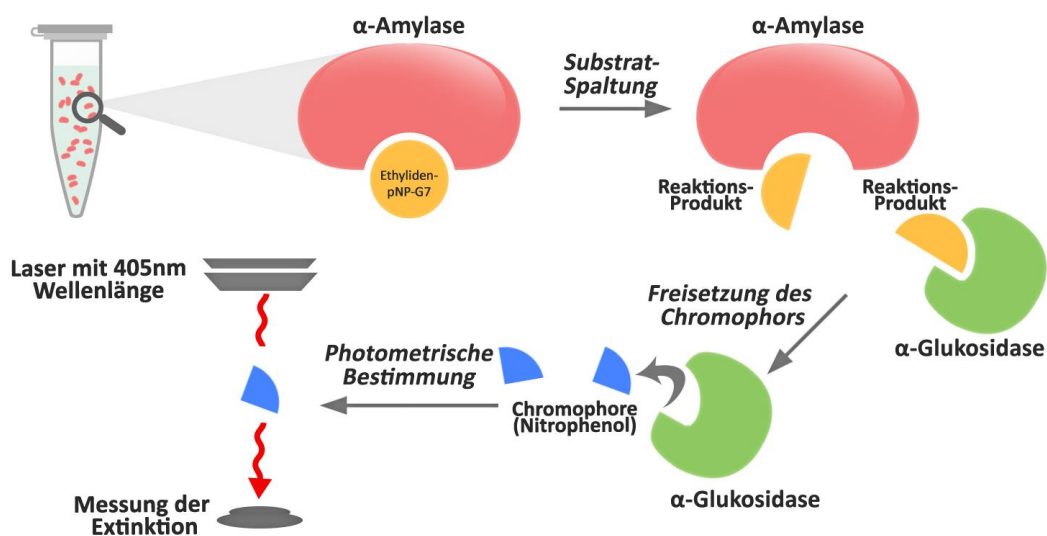 α-Amylase
Ethyliden-
pNP-G7
Substrat-
Spaltung
α-Amylase
Reaktions-
Produkt
Reaktions-
Produkt
α-Glukosidase
Freisetzung des
Chromophors
α-Glukosidase
Chromophore
(Nitrophenol)
Photometrische
Bestimmung
Laser mit 405nm
Wellenlänge
Messung der
Extinktion